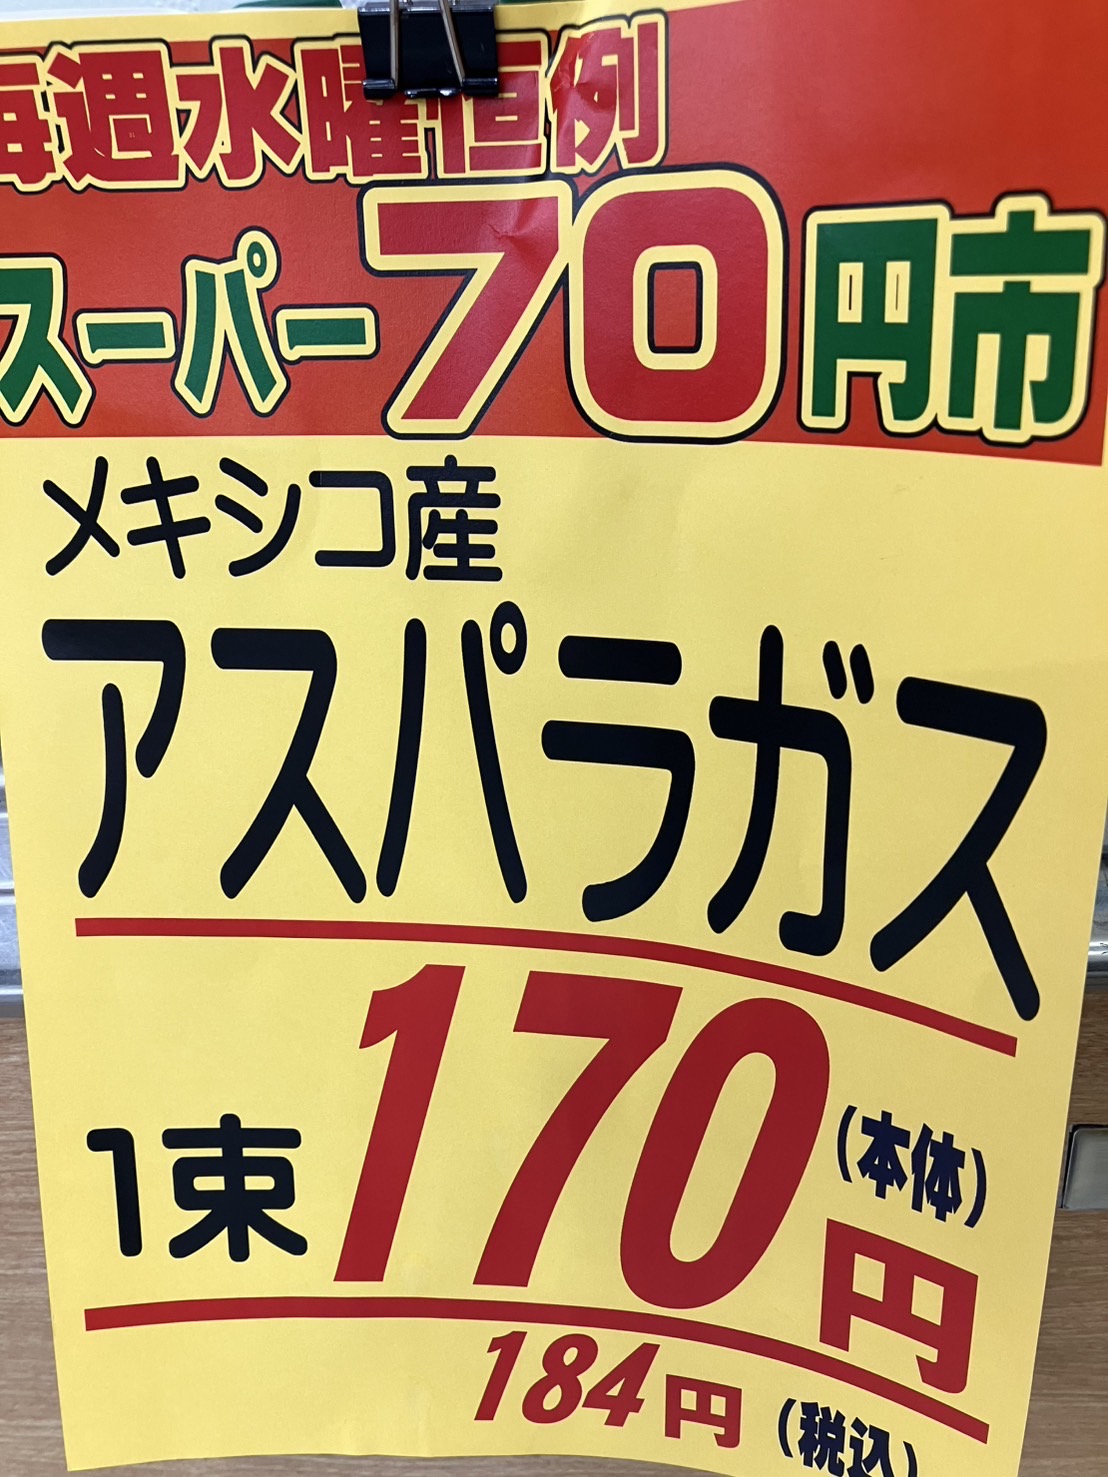 毎週水曜恒例
スーパー70円市
メキシコ産
アスパラガス
1束 170円 (本体)
184円 (税込)